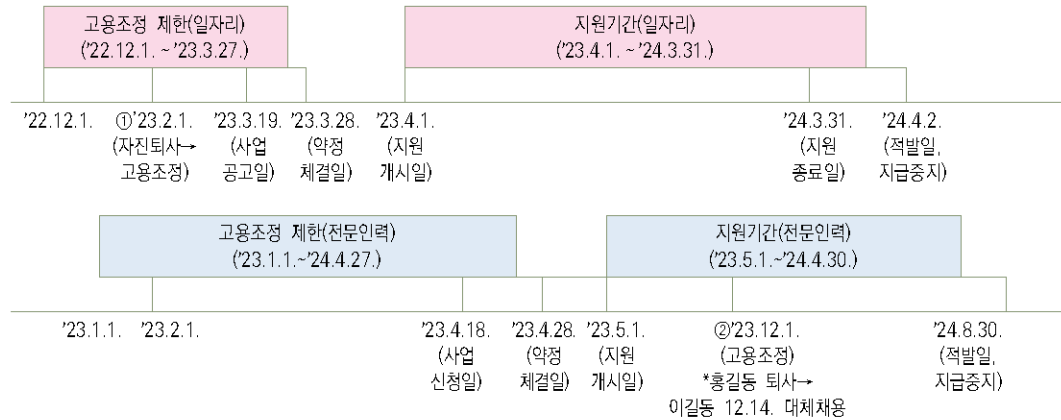 고용조정 제한(일자리)
('22.12.1. ~'23.3.27.)
지원기간(일자리)
('23.4.1. ~'24.3.31.)
'22.12.1.
①'23.2.1.
(자진퇴사→
고용조정)
'23.3.19.
(사업
공고일)
'23.3.28.
(약정
체결일)
'23.4.1.
(지원
개시일)
'24.3.31.
(지원
종료일)
'24.4.2.
(적발일,
지급중지)
고용조정 제한(전문인력)
('23.1.1.~'24.4.27.)
지원기간(전문인력)
('23.5.1.~'24.4.30.)
'23.1.1.
'23.2.1.
'23.4.18.
(사업
신청일)
'23.4.28.
(약정
체결일)
'23.5.1.
(지원
개시일)
②'23.12.1.
(고용조정)
*홍길동 퇴사→
이길동 12.14. 대체채용
'24.8.30.
(적발일,
지급중지)